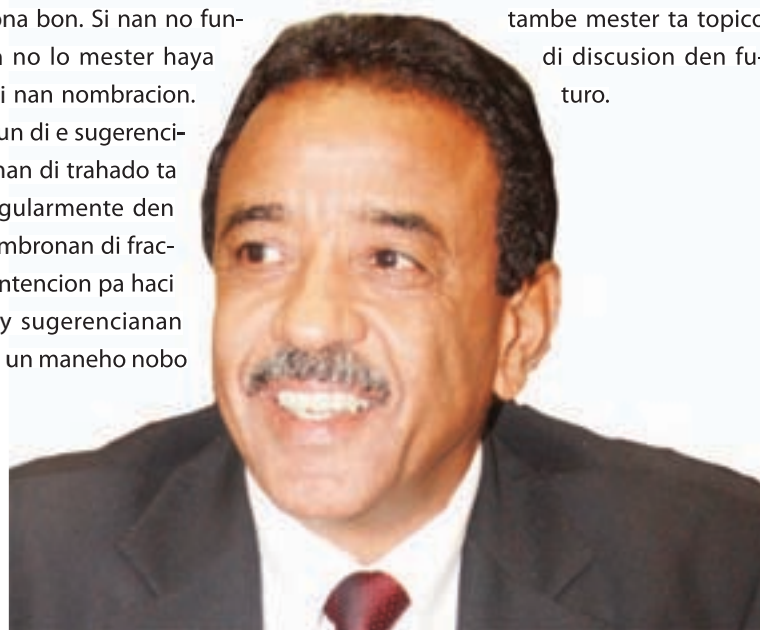 ona bon. Si nan no fun-
no lo mester haya
i nan nombracion.
un di e sugerenci-
nan di trahado ta
gularmente den
mbronan di frac-
ntencion pa haci
y sugerencianan
un maneho nobo
tambe mester ta topico
di discusion den fu-
turo.